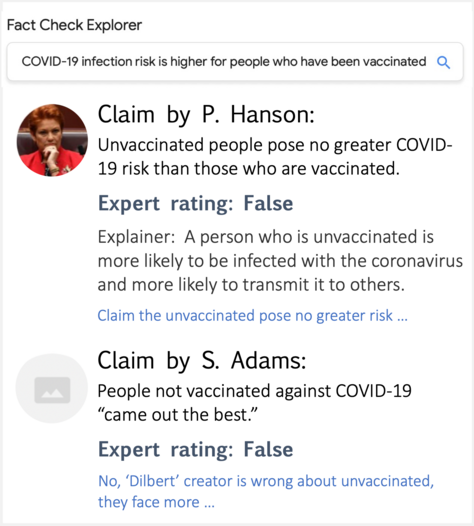 Fact Check Explorer
COVID-19 infection risk is higher for people who have been vaccinated
Claim by P. Hanson:
Unvaccinated people pose no greater COVID-
19 risk than those who are vaccinated.
Expert rating: False
Explainer: A person who is unvaccinated is
more likely to be infected with the coronavirus
and more likely to transmit it to others.
Claim the unvaccinated pose no greater risk ...
Claim by S. Adams:
People not vaccinated against COVID-19
“came out the best.”
Expert rating: False
No, ‘Dilbert’ creator is wrong about unvaccinated,
they face more ...